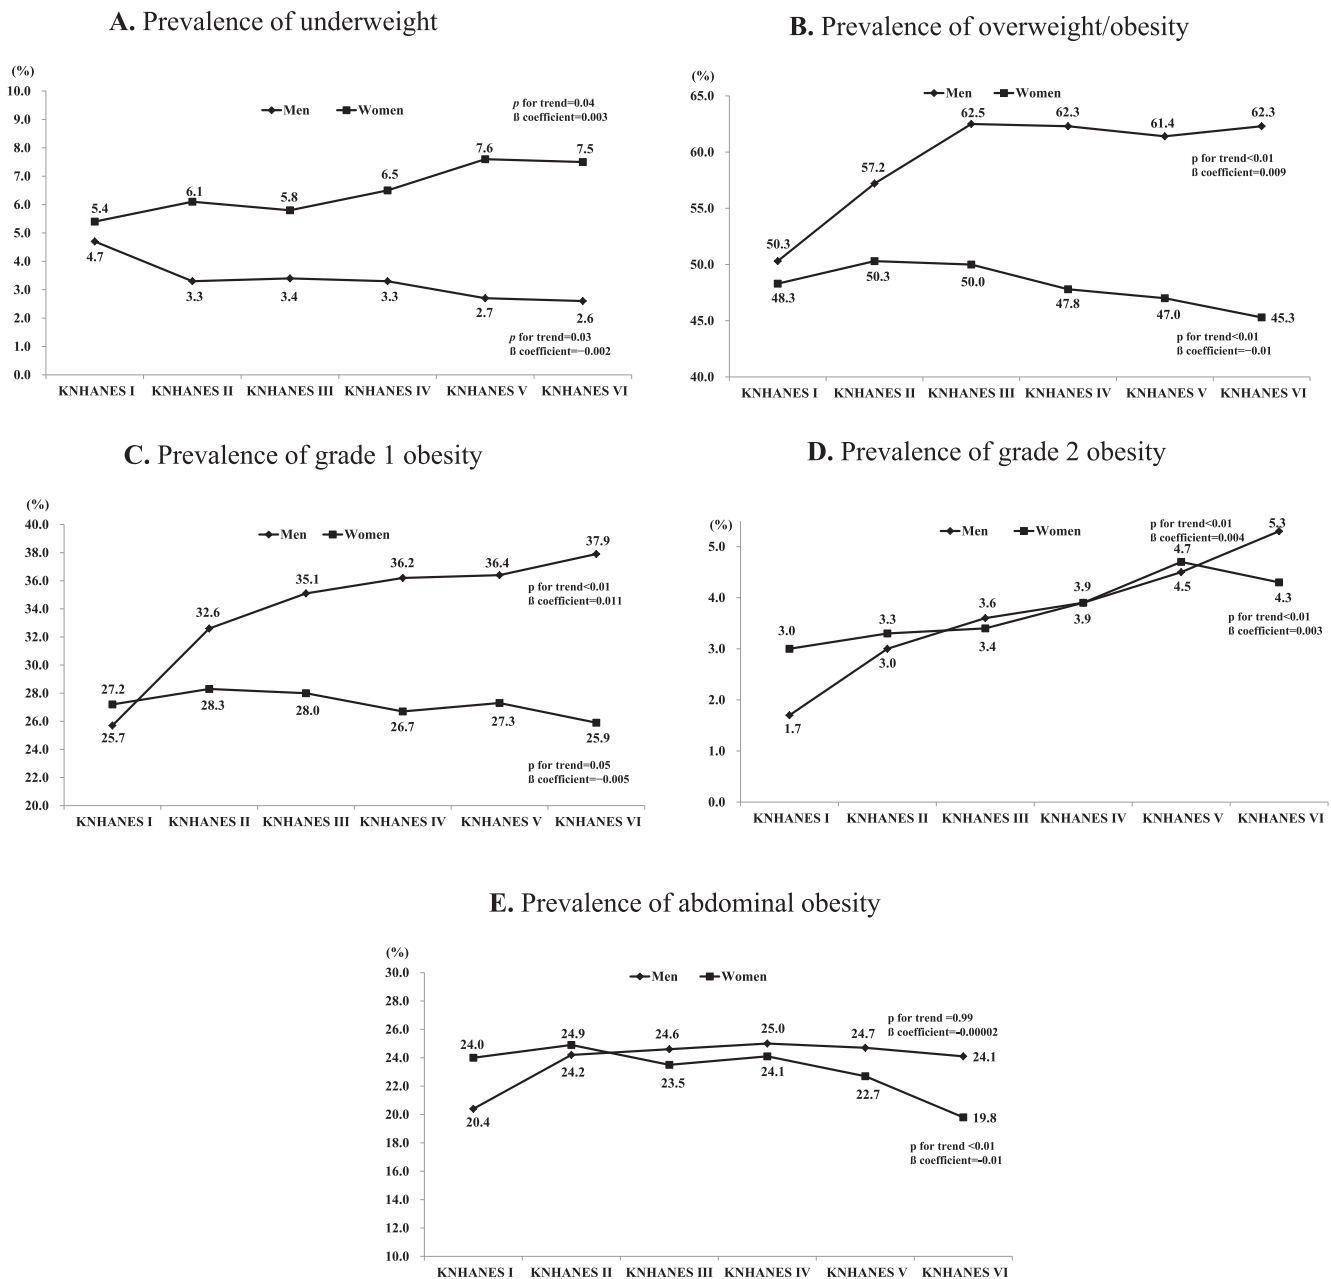 A. Prevalence of underweight
(%)
10.0
9.0
8.0
7.0
6.0
5.0
4.0
3.0
2.0
1.0
0.0
Men Women
p for trend=0.04
ß coefficient=0.003
5.4 6.1 5.8 6.5 7.6 7.5
4.7 3.3 3.4 3.3 2.7 2.6
p for trend=0.03
ß coefficient=−0.002
KNHANES I KNHANES II KNHANES III KNHANES IV KNHANES V KNHANES VI
B. Prevalence of overweight/obesity
(%)
65.0
60.0
55.0
50.0
45.0
40.0
Men Women
50.3 57.2 62.5 62.3 61.4 62.3
p for trend<0.01
ß coefficient=0.009
48.3 50.3 50.0 47.8 47.0 45.3
p for trend<0.01
ß coefficient=−0.01
KNHANES I KNHANES II KNHANES III KNHANES IV KNHANES V KNHANES VI
C. Prevalence of grade 1 obesity
(%)
40.0
38.0
36.0
34.0
32.0
30.0
28.0
26.0
24.0
22.0
20.0
Men Women
27.2 32.6 35.1 36.2 36.4 37.9
p for trend<0.01
ß coefficient=0.011
25.7 28.3 28.0 26.7 27.3 25.9
p for trend=0.05
ß coefficient=−0.005
KNHANES I KNHANES II KNHANES III KNHANES IV KNHANES V KNHANES VI
D. Prevalence of grade 2 obesity
(%)
5.0
4.0
3.0
2.0
1.0
0.0
Men Women
p for trend<0.01
ß coefficient=0.004
3.0 3.3 3.6 3.9 4.7 5.3
1.7 3.0 3.4 3.9 4.5 4.3
p for trend<0.01
ß coefficient=0.003
KNHANES I KNHANES II KNHANES III KNHANES IV KNHANES V KNHANES VI
E. Prevalence of abdominal obesity
(%)
30.0
28.0
26.0
24.0
22.0
20.0
18.0
16.0
14.0
12.0
10.0
Men Women
p for trend =0.99
ß coefficient=-0.00002
24.0 24.9 24.6 25.0 24.7 24.1
20.4 24.2 23.5 24.1 22.7 19.8
p for trend <0.01
ß coefficient=-0.01
KNHANES I KNHANES II KNHANES III KNHANES IV KNHANES V KNHANES VI